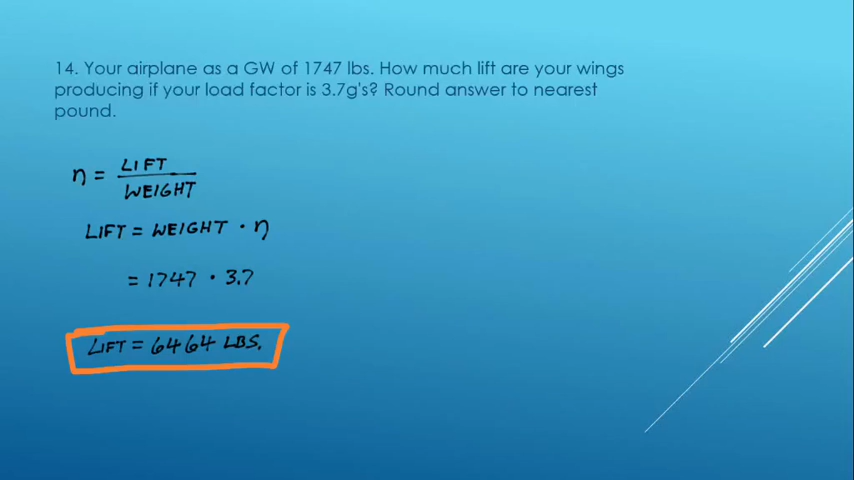 14. Your airplane as a GW of 1747 lbs. How much lift are your wings
producing if your load factor is 3.7g's? Round answer to nearest
pound.
η = LIFT
WEIGHT
LIFT = WEIGHT · η
= 1747 · 3.7
LIFT = 6464 LBS.